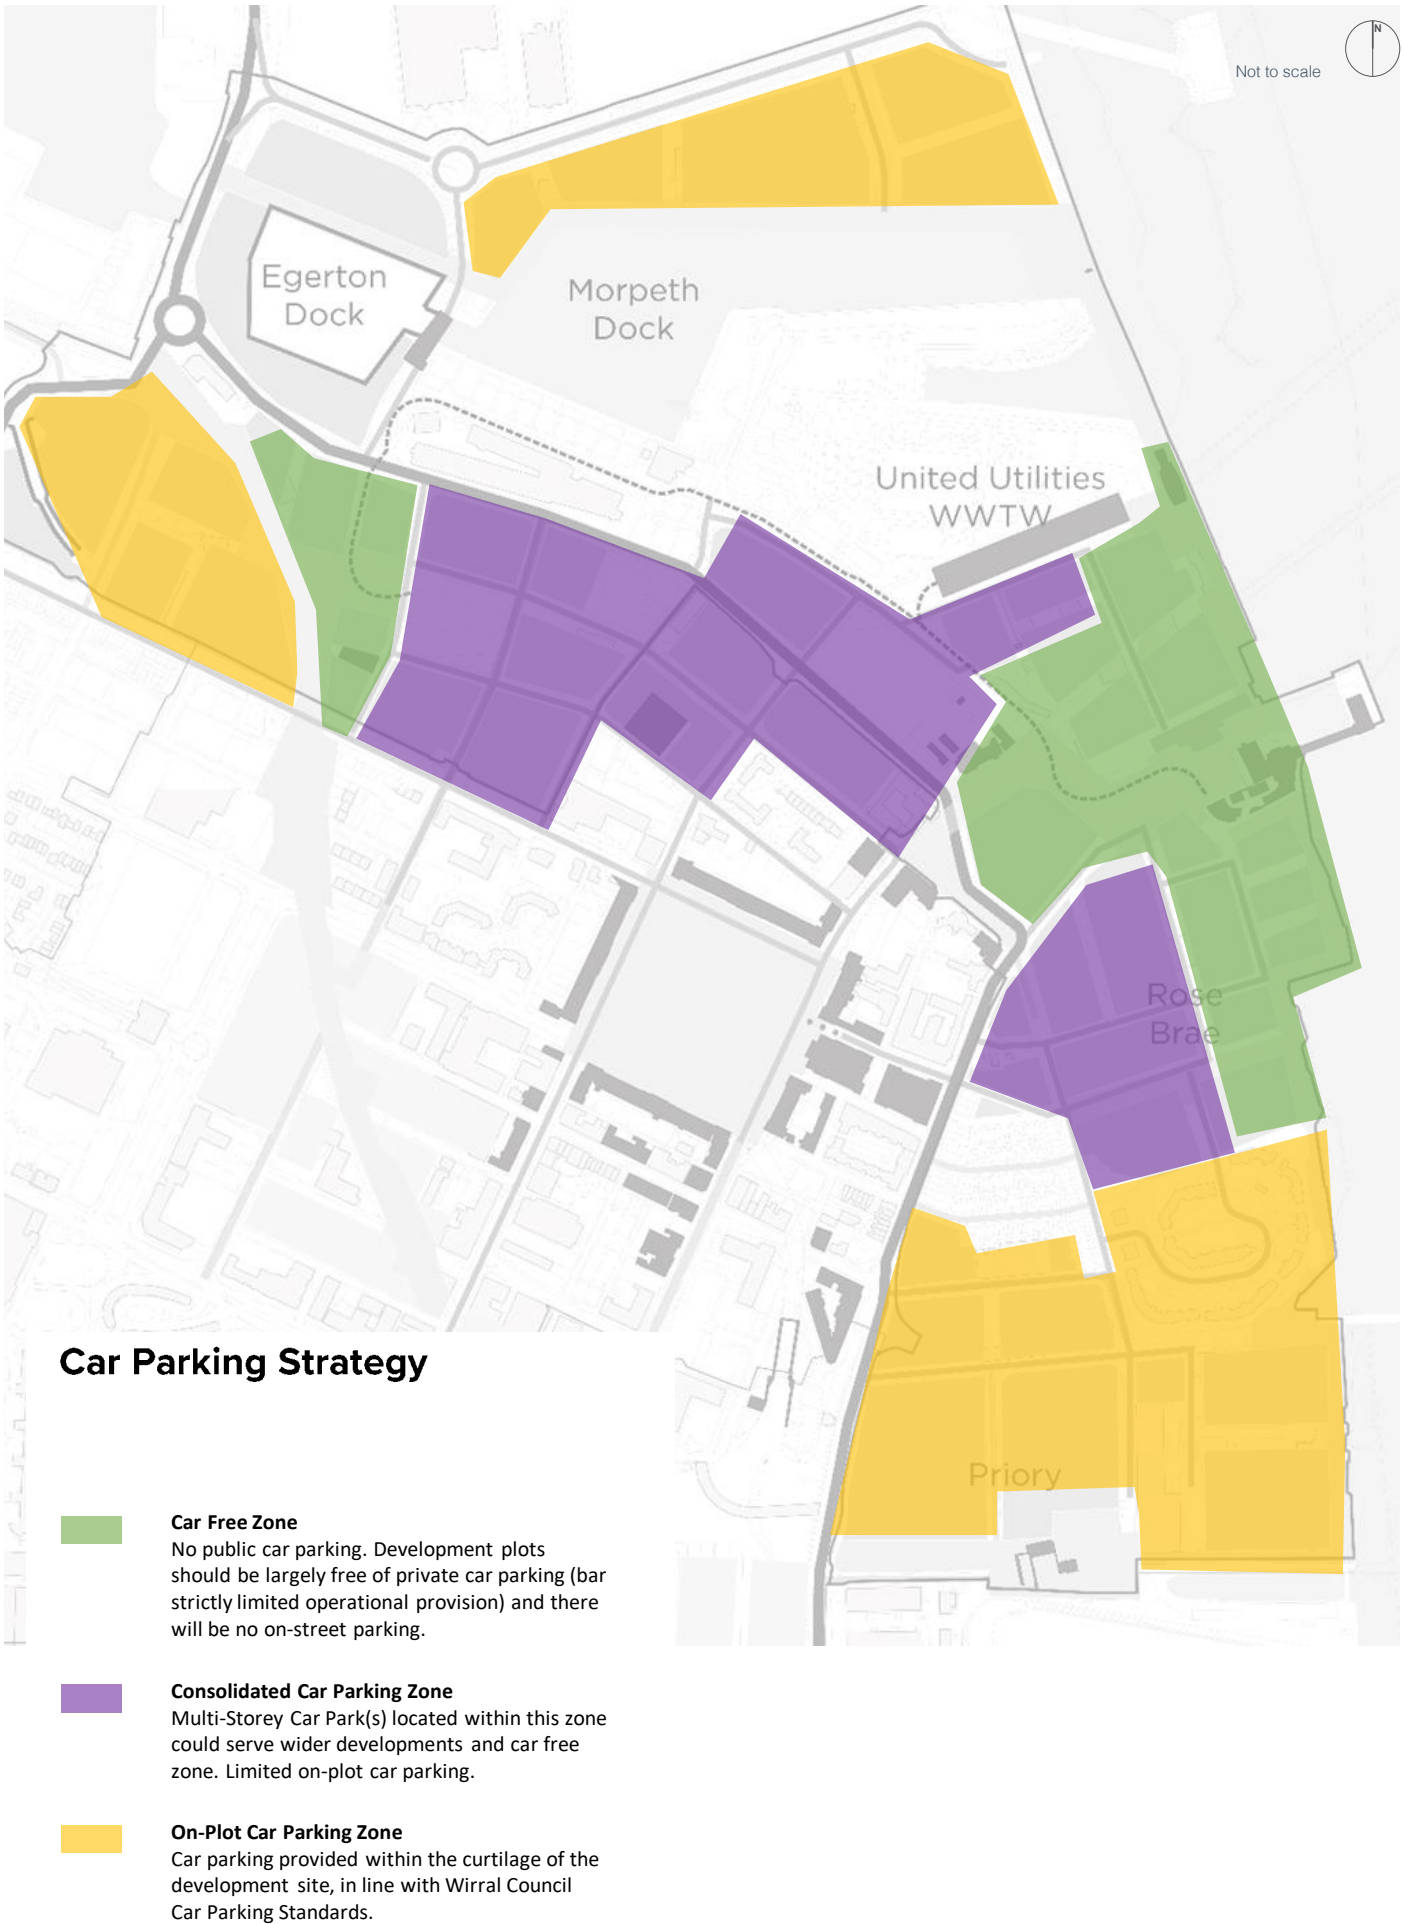 N
Not to scale
Egerton
Dock
Morpeth
Dock
United Utilities
WWTW
Rose
Brae
Priory
Car Parking Strategy
Car Free Zone
No public car parking. Development plots
should be largely free of private car parking (bar
strictly limited operational provision) and there
will be no on-street parking.
Consolidated Car Parking Zone
Multi-Storey Car Park(s) located within this zone
could serve wider developments and car free
zone. Limited on-plot car parking.
On-Plot Car Parking Zone
Car parking provided within the curtilage of the
development site, in line with Wirral Council
Car Parking Standards.